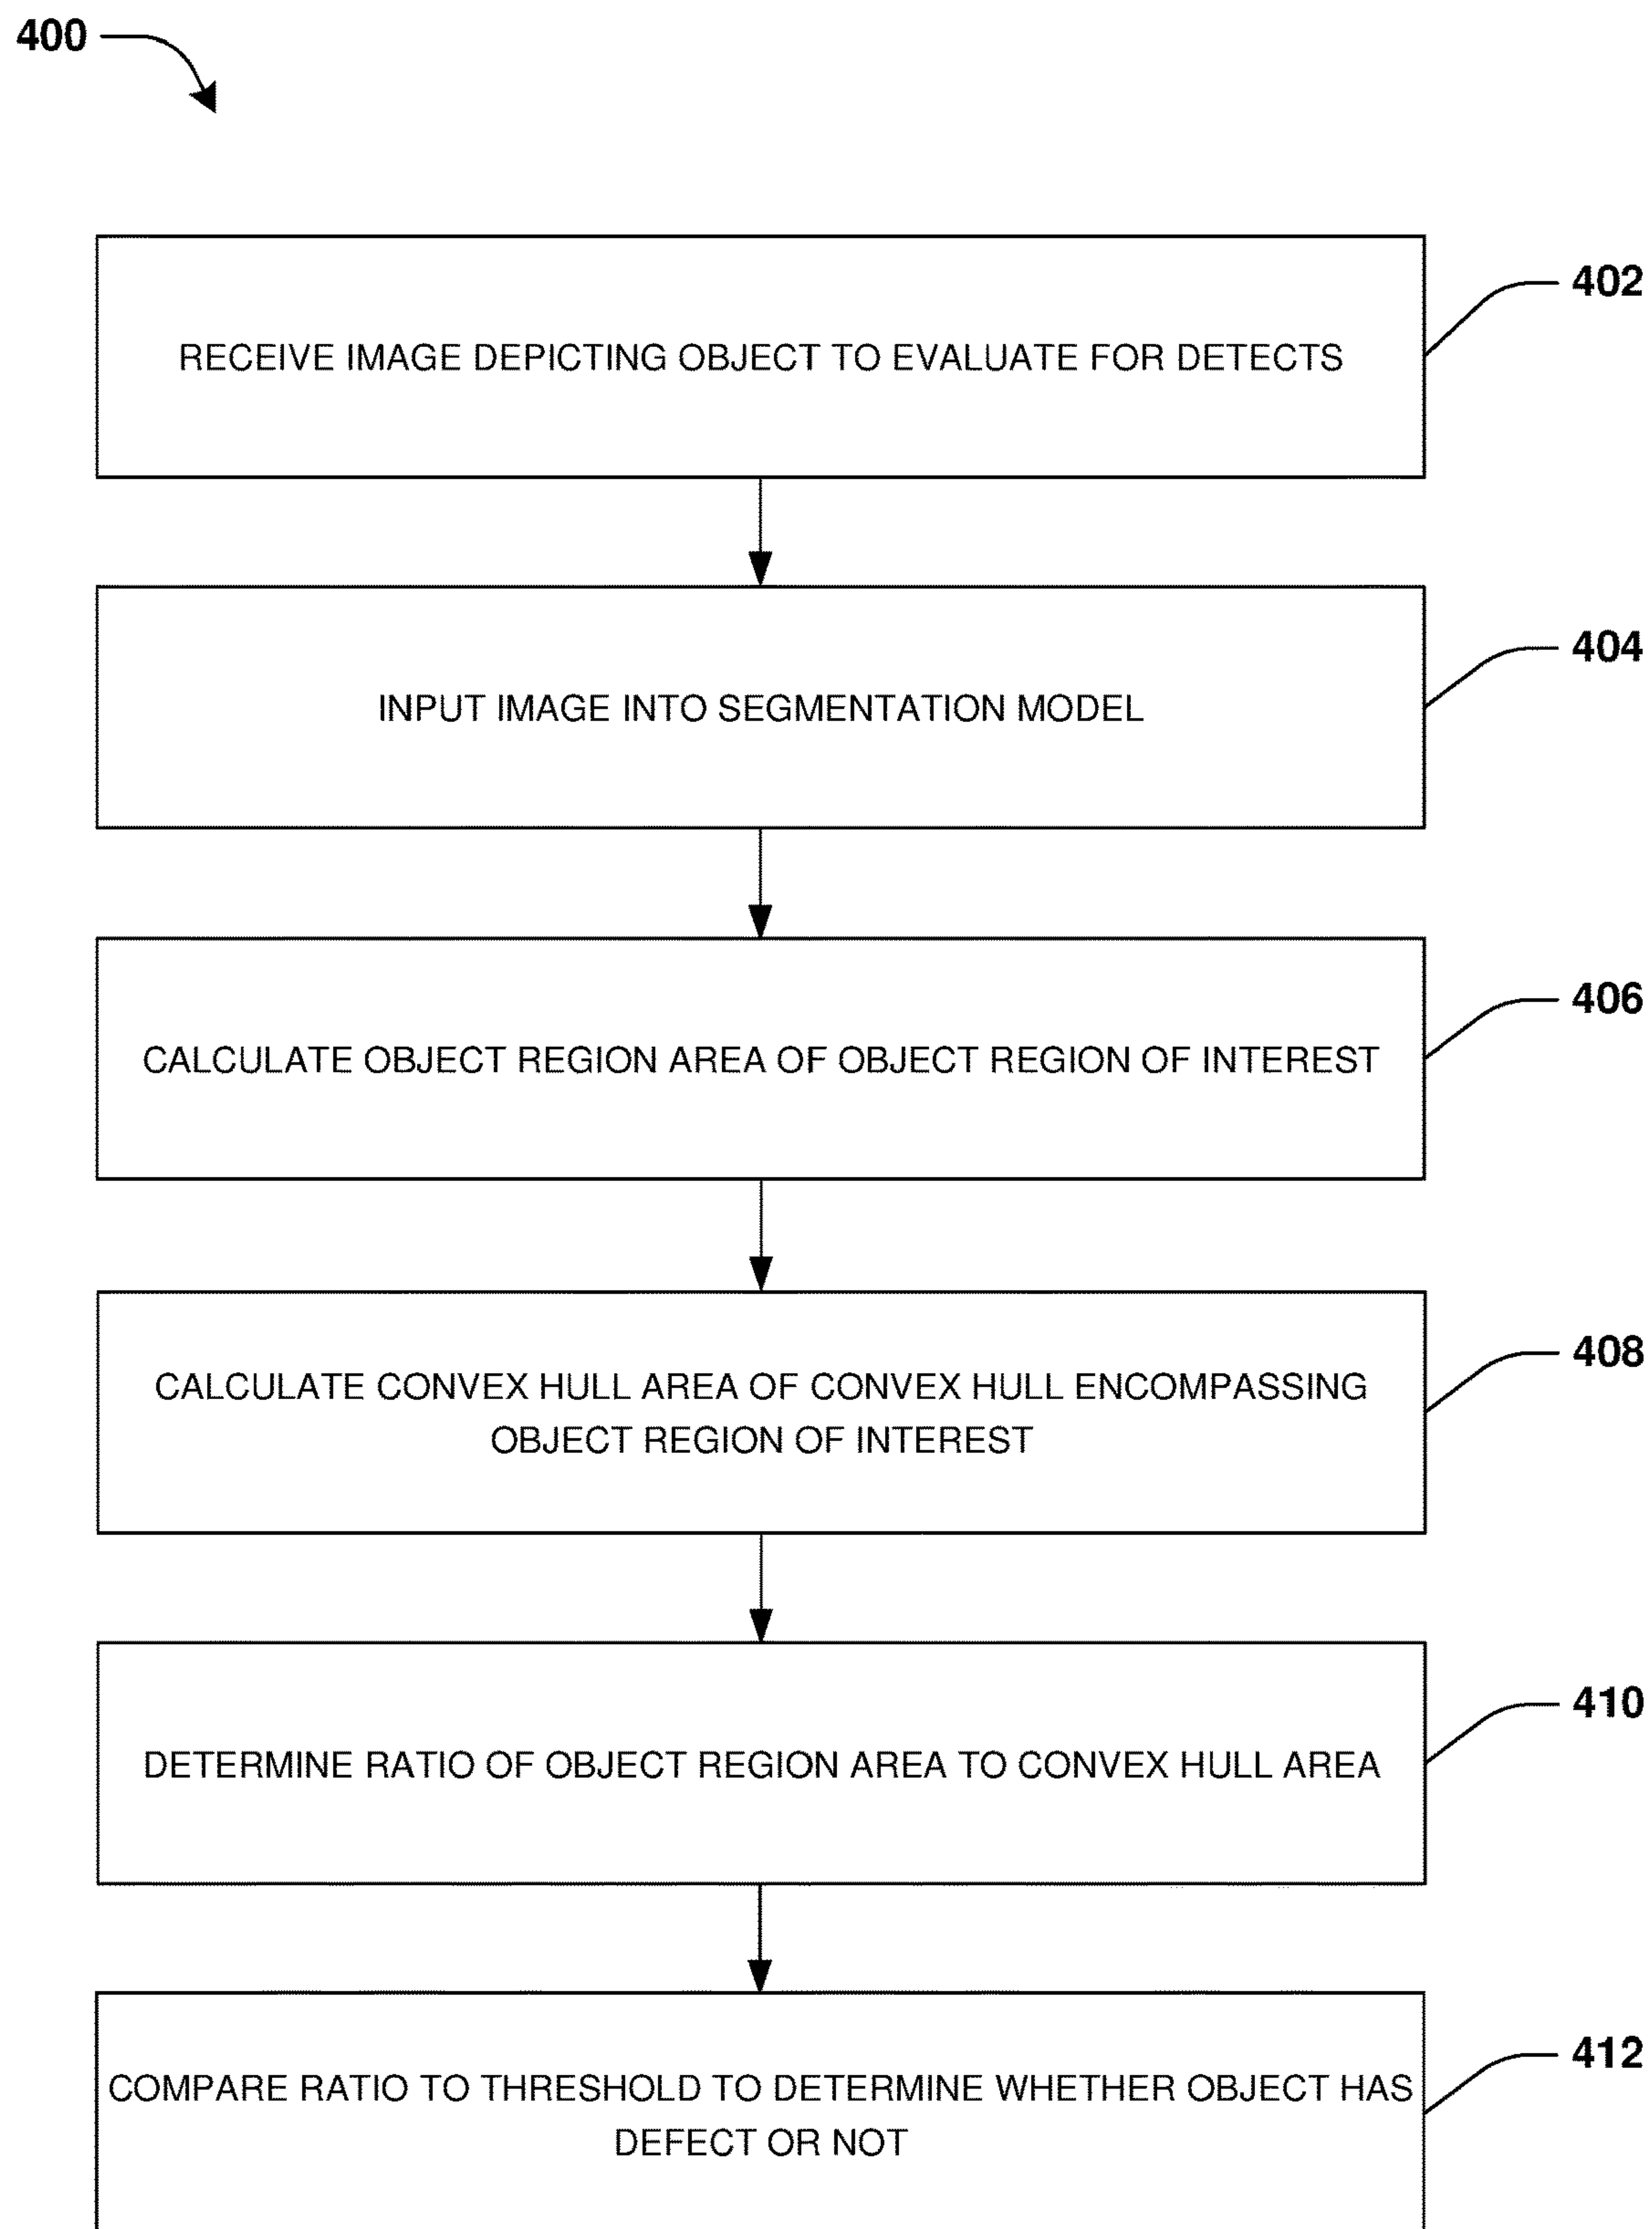 400
RECEIVE IMAGE DEPICTING OBJECT TO EVALUATE FOR DETECTS
402
INPUT IMAGE INTO SEGMENTATION MODEL
404
CALCULATE OBJECT REGION AREA OF OBJECT REGION OF INTEREST
406
CALCULATE CONVEX HULL AREA OF CONVEX HULL ENCOMPASSING
OBJECT REGION OF INTEREST
408
DETERMINE RATIO OF OBJECT REGION AREA TO CONVEX HULL AREA
410
COMPARE RATIO TO THRESHOLD TO DETERMINE WHETHER OBJECT HAS
DEFECT OR NOT
412